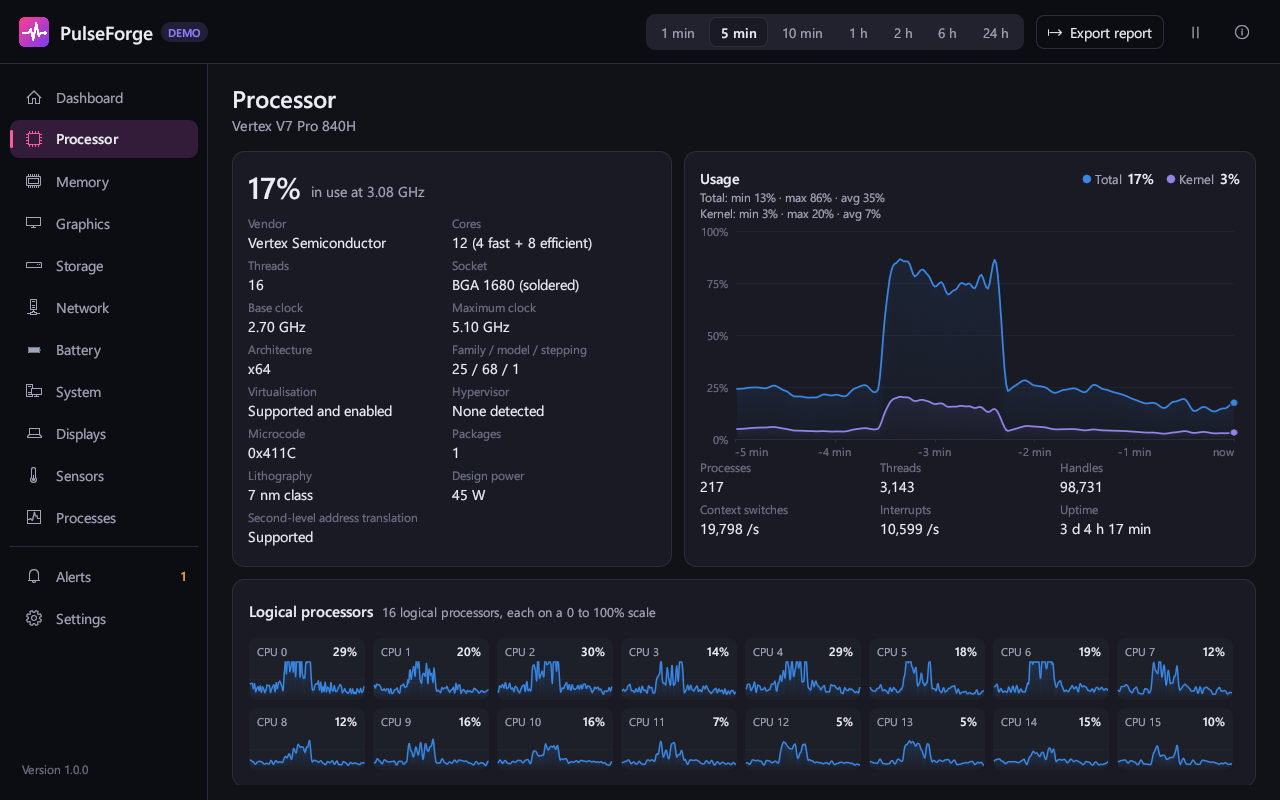 PulseForge DEMO
1 min 5 min 10 min 1 h 2 h 6 h 24 h
Export report
Dashboard
Processor
Memory
Graphics
Storage
Network
Battery
System
Displays
Sensors
Processes
Alerts 1
Settings
Version 1.0.0
Processor
Vertex V7 Pro 840H
17% in use at 3.08 GHz
Vendor Cores
Vertex Semiconductor 12 (4 fast + 8 efficient)
Threads Socket
16 BGA 1680 (soldered)
Base clock Maximum clock
2.70 GHz 5.10 GHz
Architecture Family / model / stepping
x64 25 / 68 / 1
Virtualisation Hypervisor
Supported and enabled None detected
Microcode Packages
0x411C 1
Lithography Design power
7 nm class 45 W
Second-level address translation
Supported
Usage Total 17% Kernel 3%
Total: min 13% · max 86% · avg 35%
Kernel: min 3% · max 20% · avg 7%
100%
75%
50%
25%
0%
-5 min -4 min -3 min -2 min -1 min now
Processes Threads Handles
217 3,143 98,731
Context switches Interrupts Uptime
19,798 /s 10,599 /s 3 d 4 h 17 min
Logical processors 16 logical processors, each on a 0 to 100% scale
CPU 0 29% CPU 1 20% CPU 2 30% CPU 3 14% CPU 4 29% CPU 5 18% CPU 6 19% CPU 7 12%
CPU 8 12% CPU 9 16% CPU 10 16% CPU 11 7% CPU 12 5% CPU 13 5% CPU 14 15% CPU 15 10%